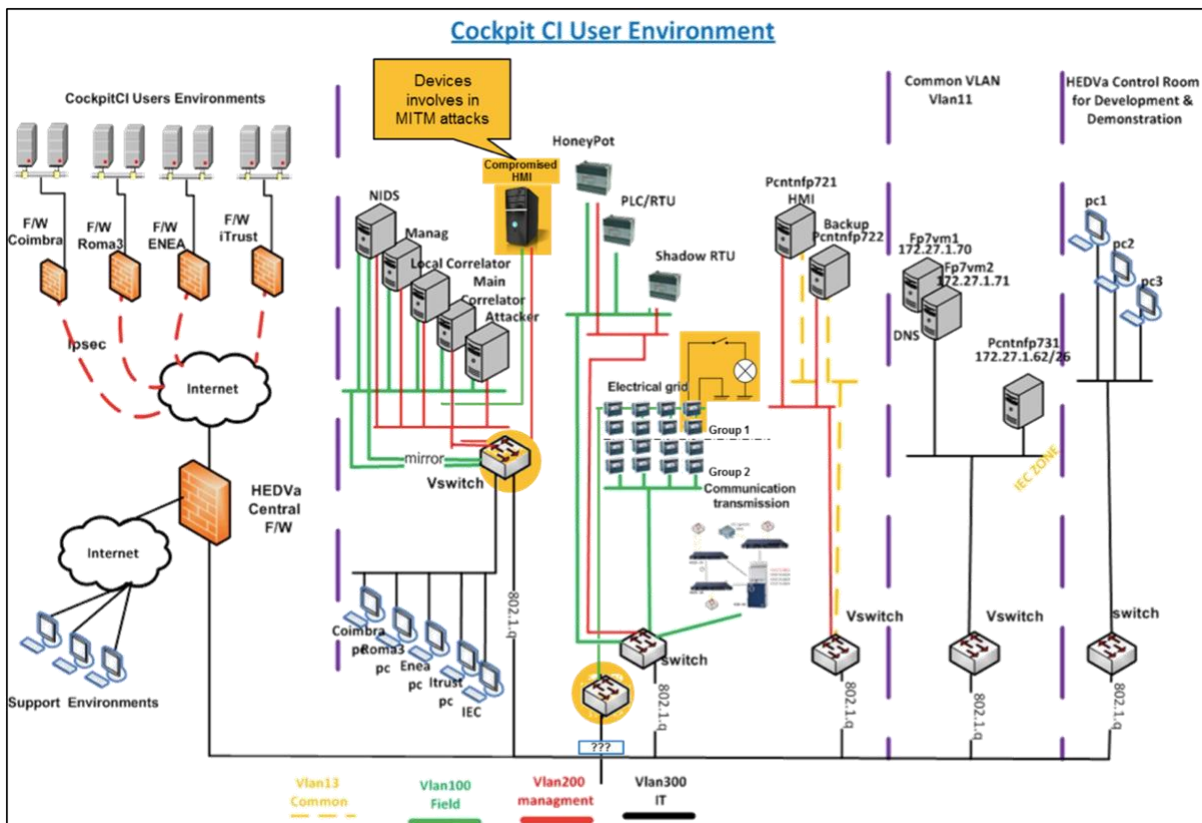 Cockpit CI User Environment
CockpitCI Users Environments
Devices
involves in
MITM attacks
Common VLAN
Vlan11
HEDVa Control Room
for Development &
Demonstration
F/W
Coimbra
F/W
Roma3
F/W
ENEA
F/W
iTrust
Ipsec
Internet
HEDVa
Central
F/W
Internet
Support Environments
NIDS
Manag
Local Correlator
Main
Correlator
Attacker
Compromised
HMI
mirror
Vswitch
802.1.q
Coimbra
pc
Roma3
pc
Enea
pc
Itrust
pc
IEC
HoneyPot
PLC/RTU
Shadow RTU
Electrical grid
Group 1
Group 2
Communication
transmission
switch
802.1.q
???
Pcntnfp721
HMI
Backup
Pcntnfp722
Vswitch
802.1.q
Fp7vm1
172.27.1.70
Fp7vm2
172.27.1.71
DNS
Pcntnfp731
172.27.1.62/26
IEC ZONE
Vswitch
802.1.q
pc1
pc2
pc3
switch
802.1.q
Vlan13
Common
Vlan100
Field
Vlan200
managment
Vlan300
IT